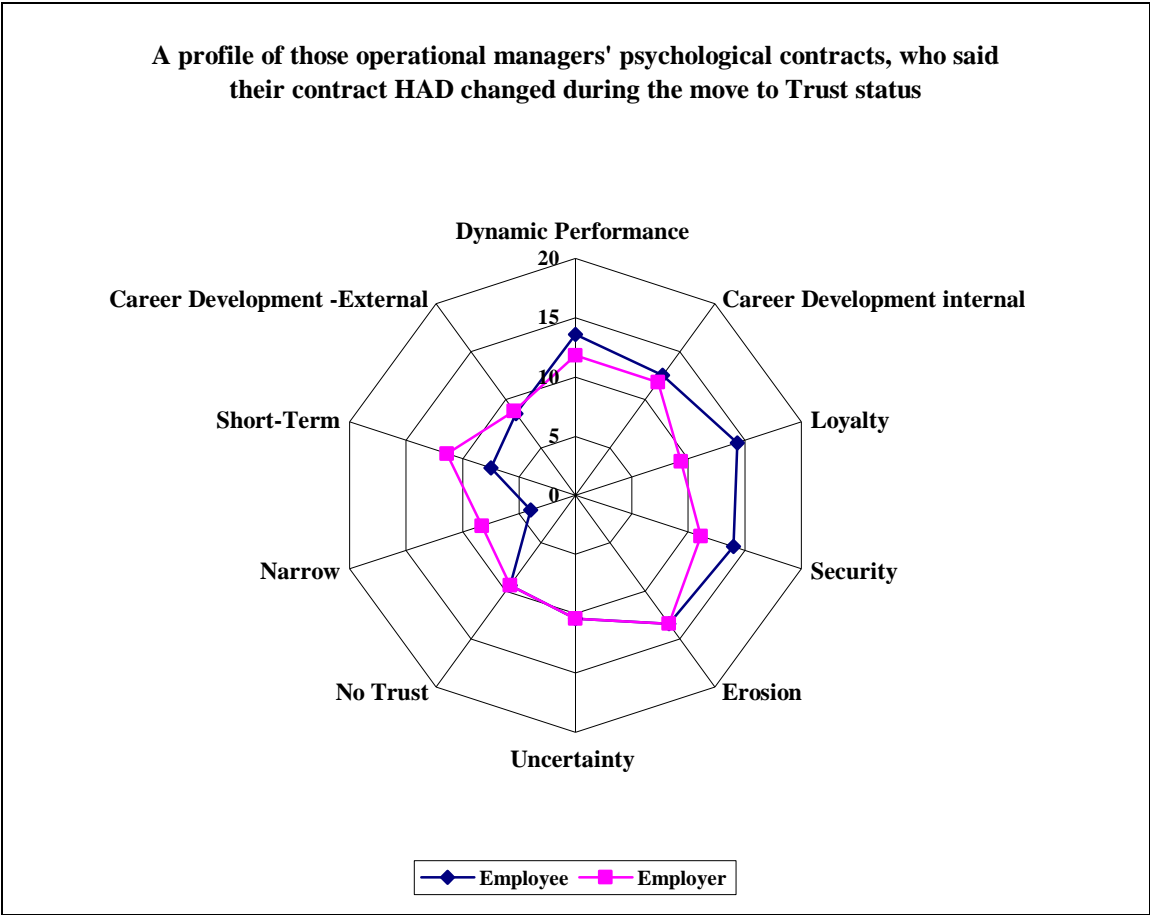 A profile of those operational managers' psychological contracts, who said
their contract HAD changed during the move to Trust status
Dynamic Performance
20
Career Development -External
Career Development internal
15
10
Short-Term
Loyalty
5
0
Narrow
Security
No Trust
Erosion
Uncertainty
Employee
Employer